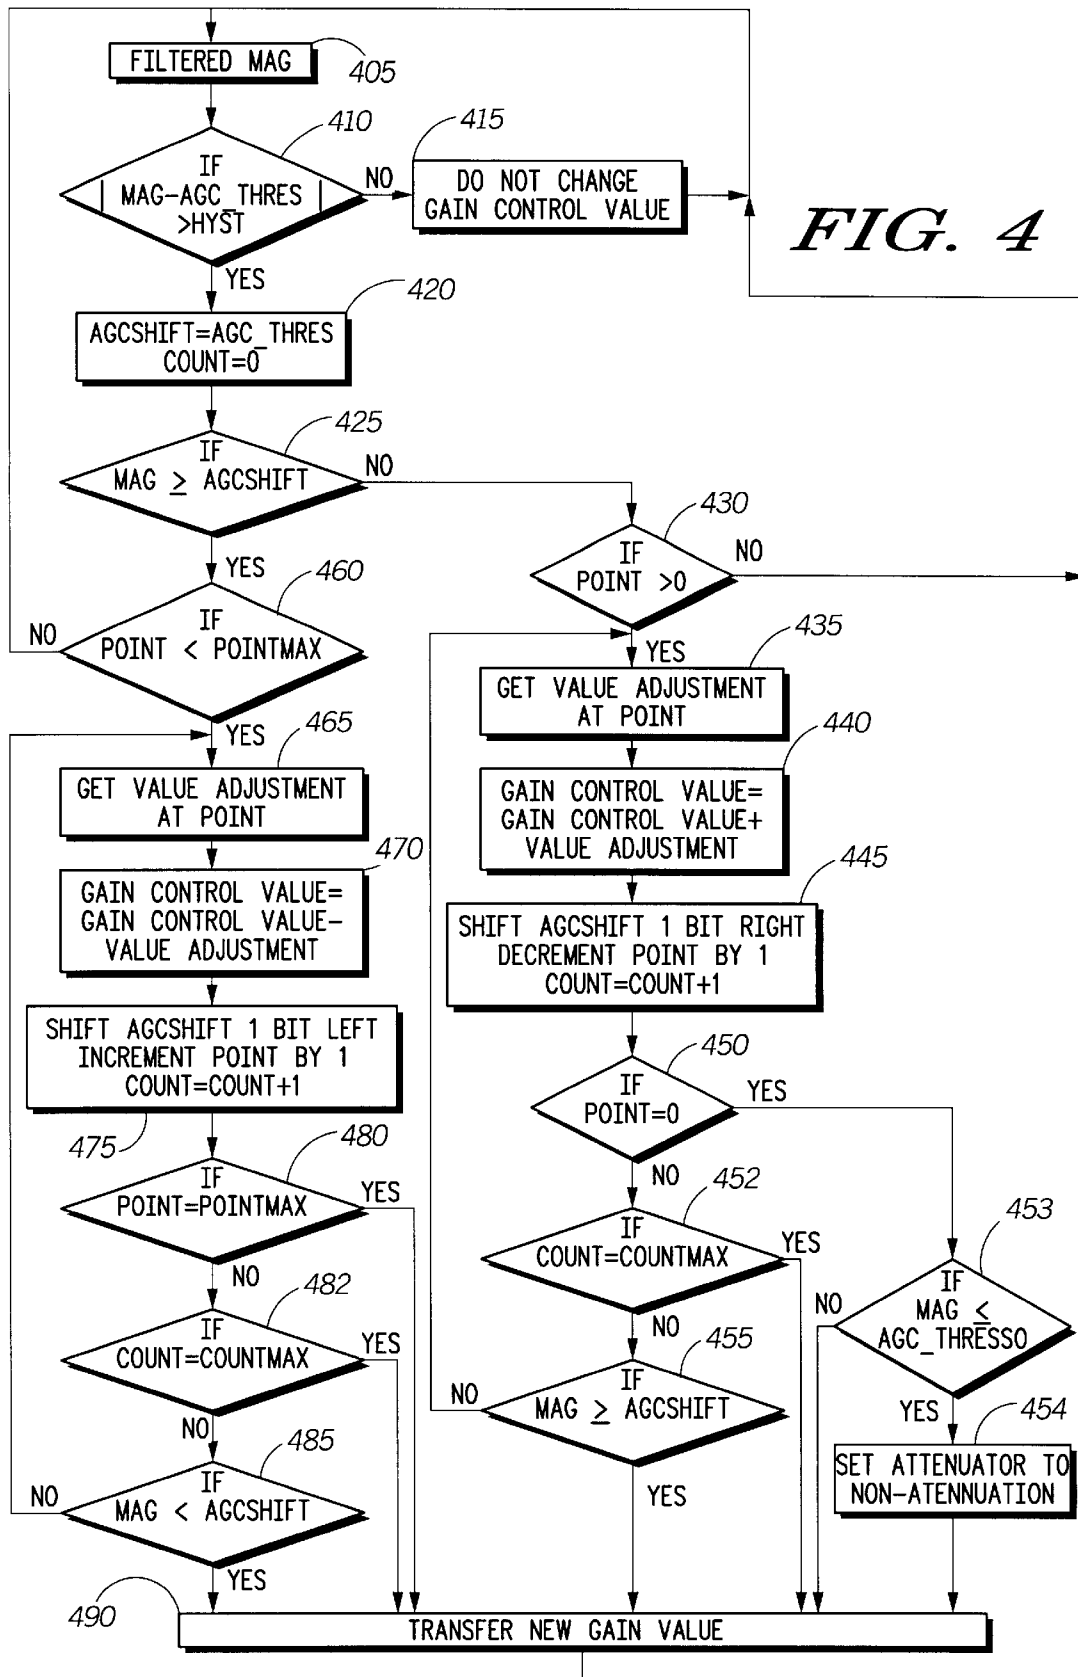 FILTERED MAG
405
410
IF
| MAG-AGC_THRES |
>HYST
NO
415
DO NOT CHANGE
GAIN CONTROL VALUE
FIG. 4
YES
420
AGCSHIFT=AGC_THRES
COUNT=0
425
IF
MAG ≥ AGCSHIFT
NO
YES
430
IF
POINT >0
NO
460
IF
POINT < POINTMAX
NO
YES
435
YES
GET VALUE ADJUSTMENT
AT POINT
465
GET VALUE ADJUSTMENT
AT POINT
440
GAIN CONTROL VALUE=
GAIN CONTROL VALUE+
VALUE ADJUSTMENT
470
GAIN CONTROL VALUE=
GAIN CONTROL VALUE-
VALUE ADJUSTMENT
445
SHIFT AGCSHIFT 1 BIT RIGHT
DECREMENT POINT BY 1
COUNT=COUNT+1
SHIFT AGCSHIFT 1 BIT LEFT
INCREMENT POINT BY 1
COUNT=COUNT+1
475
450
IF
POINT=0
YES
NO
480
IF
POINT=POINTMAX
YES
NO
452
IF
COUNT=COUNTMAX
YES
NO
453
IF
MAG ≤
AGC_THRESSO
NO
YES
482
IF
COUNT=COUNTMAX
YES
NO
455
IF
MAG ≥ AGCSHIFT
NO
YES
454
SET ATTENUATOR TO
NON-ATENNUATION
485
IF
MAG < AGCSHIFT
NO
YES
490
TRANSFER NEW GAIN VALUE